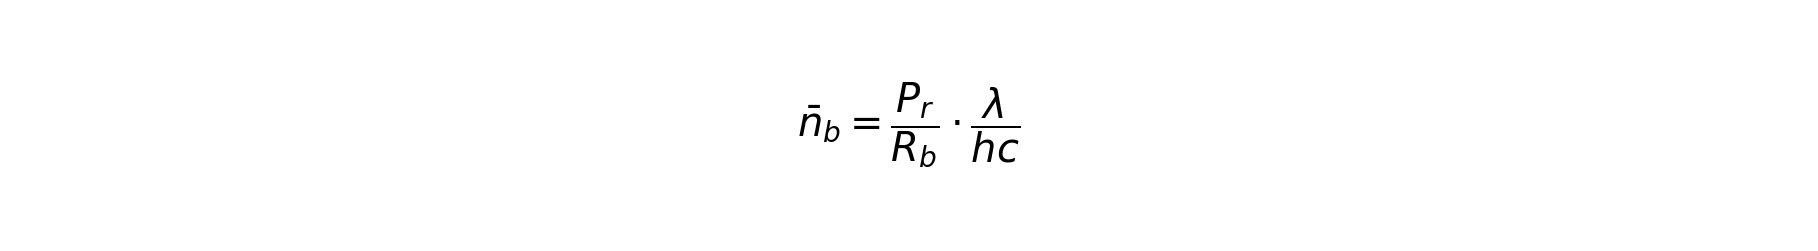 n̄_b = P_r / R_b · λ / hc